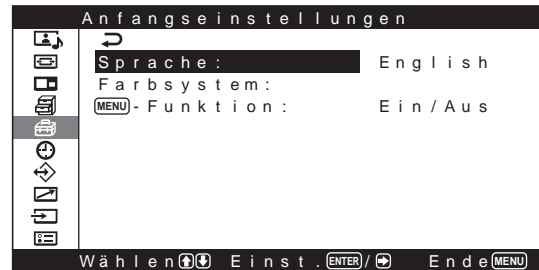 Anfangseinstellungen
Sprache: English
Farbsystem:
MENU-Funktion: Ein/Aus
Wählen Einst. ENTER/ Ende MENU